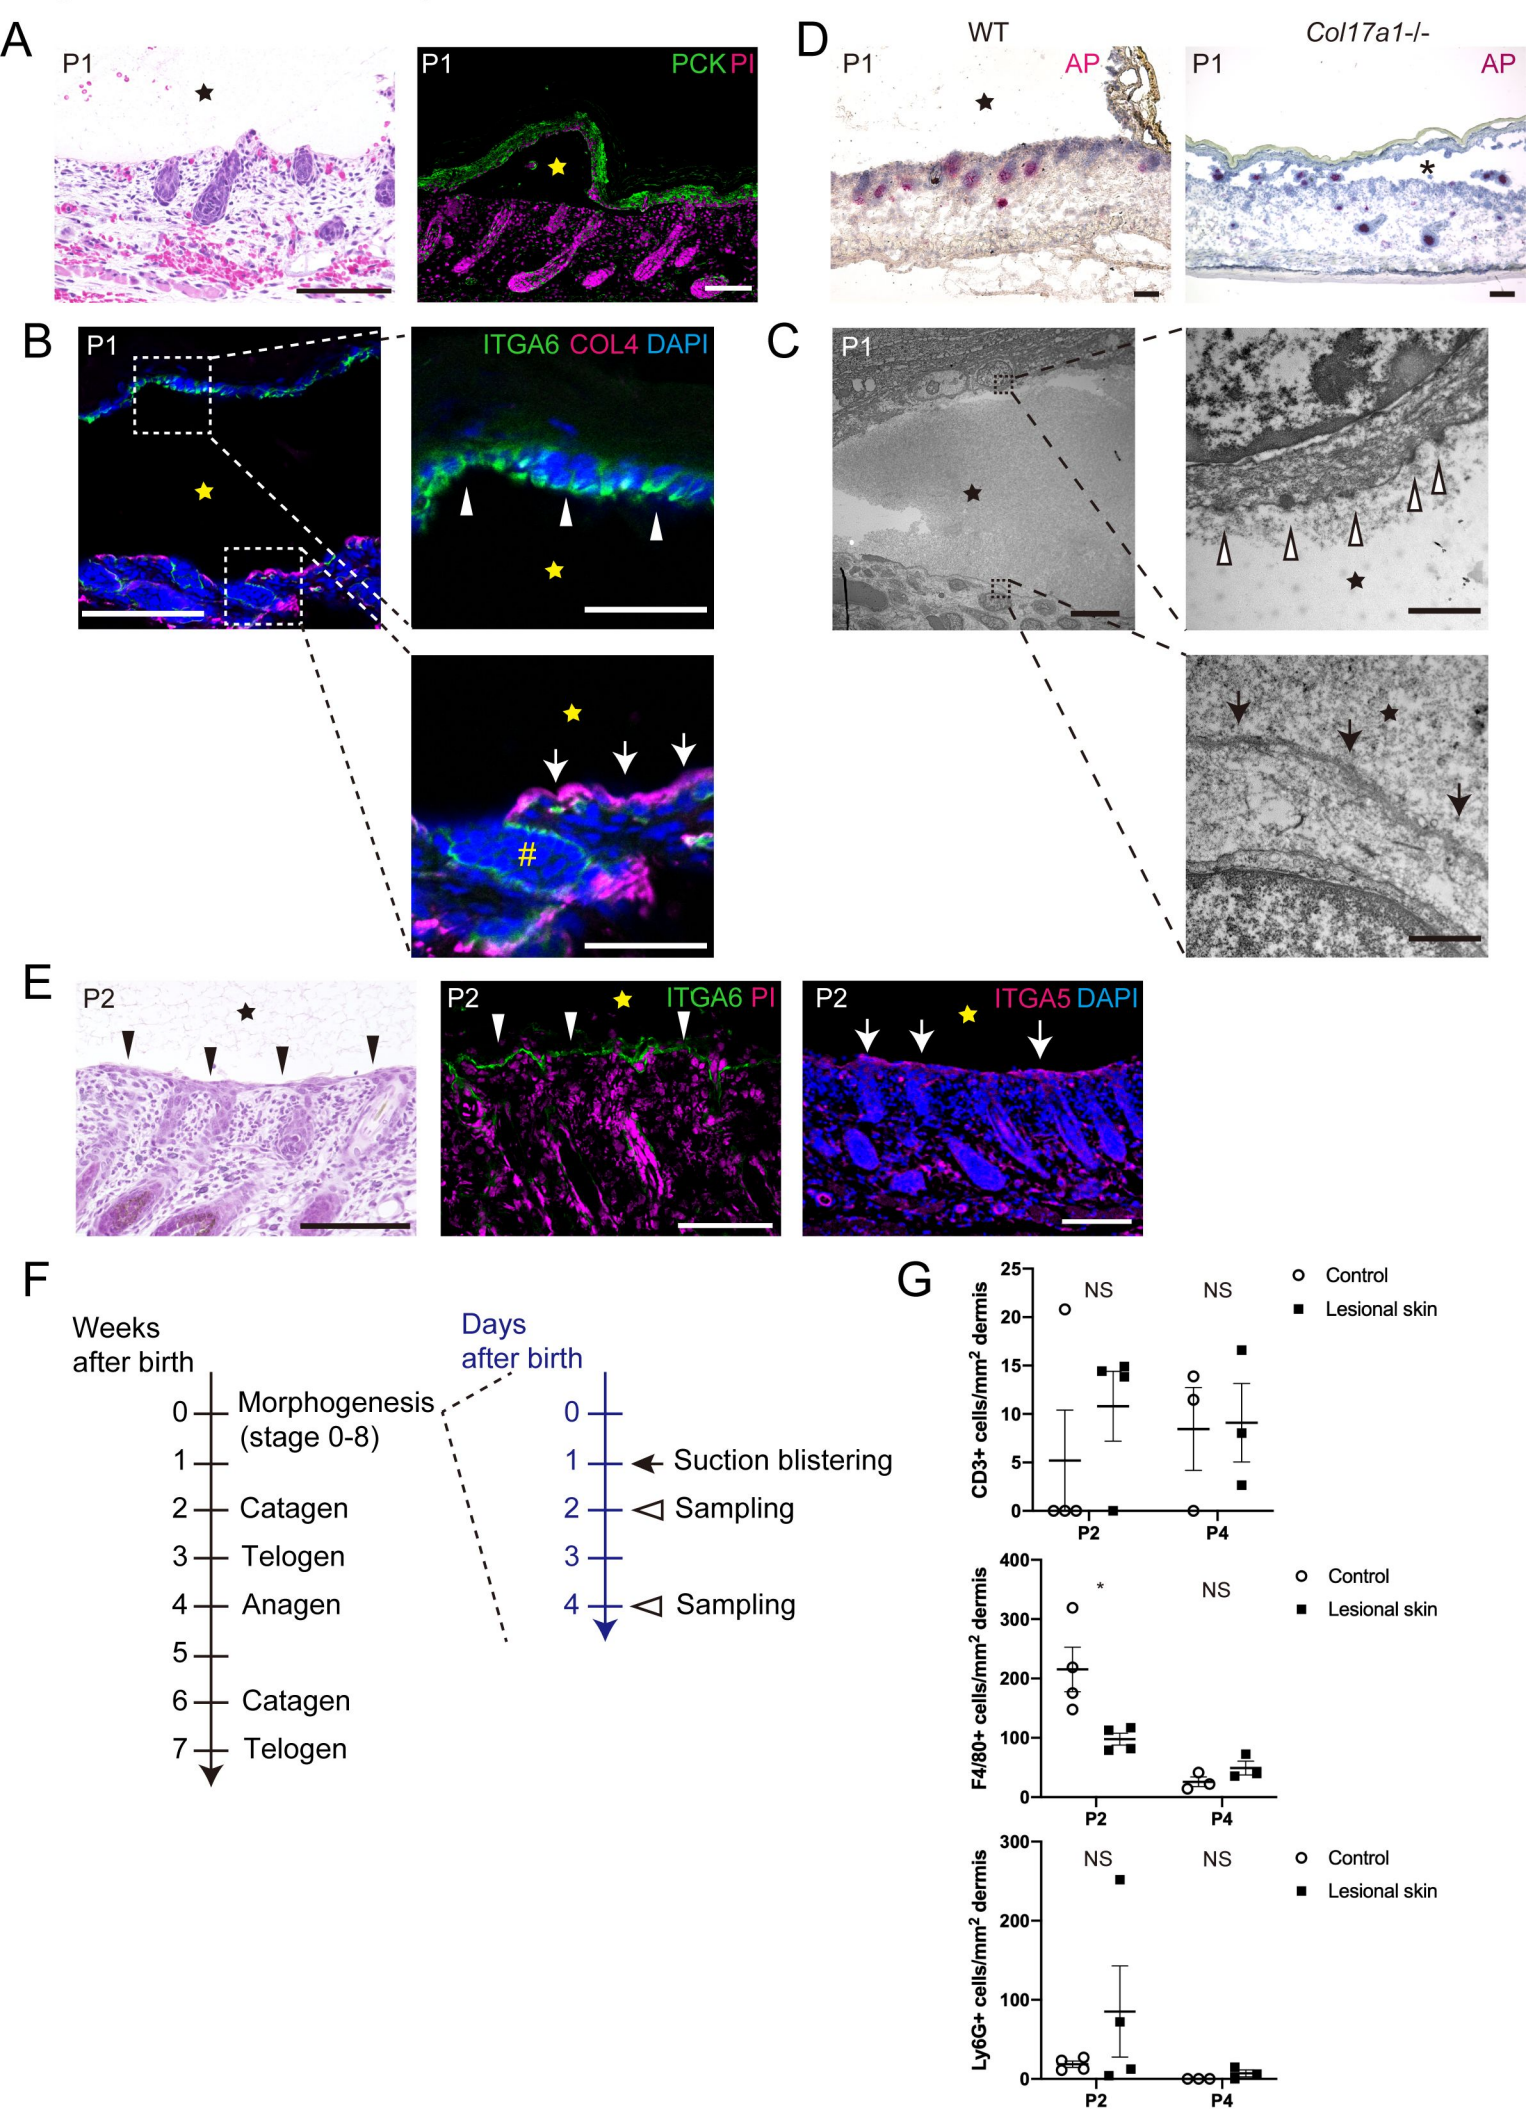 A
P1
P1
PCK PI
D
WT
Col17a1-/-
P1
AP
P1
AP
*
B
P1
ITGA6 COL4 DAPI
#
C
P1
E
P2
P2
ITGA6 PI
P2
ITGA5 DAPI
F
Weeks
after birth
0
Morphogenesis
(stage 0-8)
1
2
Catagen
3
Telogen
4
Anagen
5
6
Catagen
7
Telogen
Days
after birth
0
1
Suction blistering
2
Sampling
3
4
Sampling
G
CD3+ cells/mm² dermis
25
20
15
10
5
0
NS
NS
P2
P4
Control
Lesional skin
F4/80+ cells/mm² dermis
400
300
200
100
0
*
NS
P2
P4
Control
Lesional skin
Ly6G+ cells/mm² dermis
300
200
100
0
NS
NS
P2
P4
Control
Lesional skin